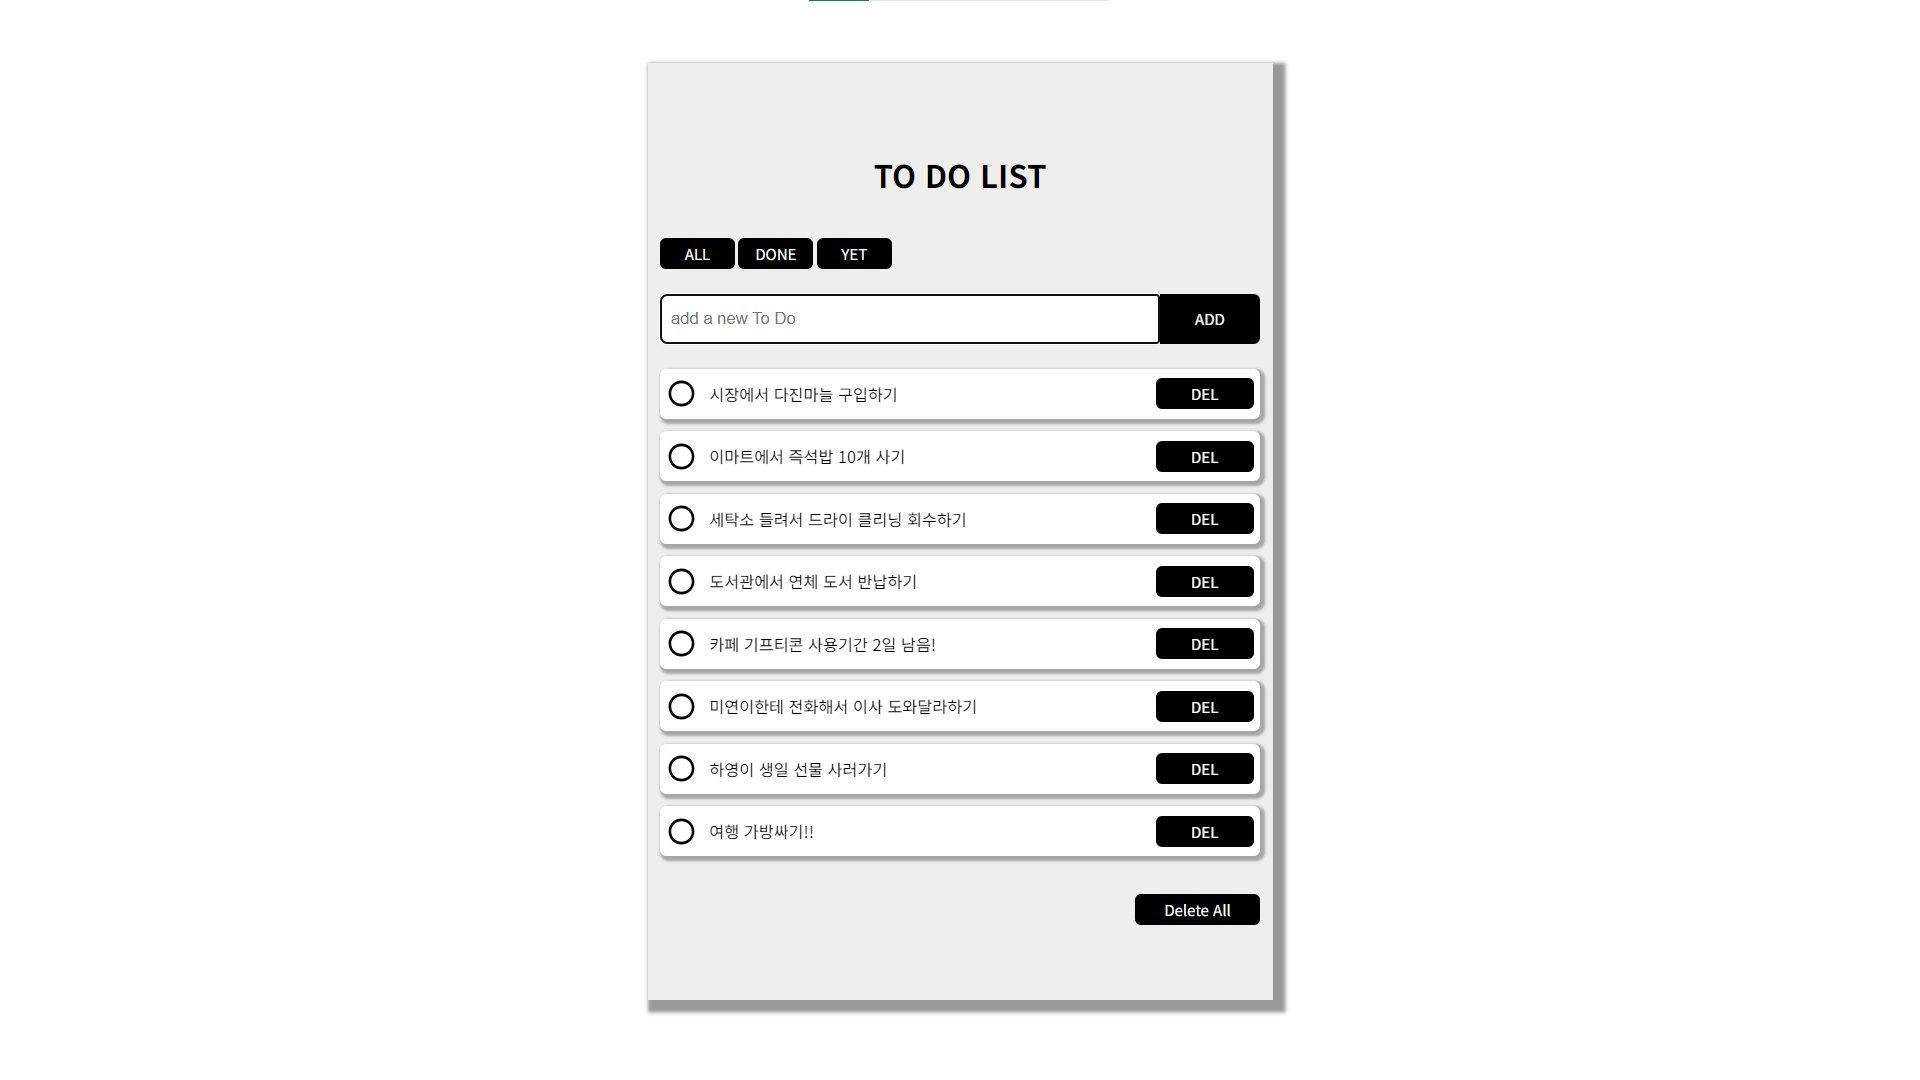 TO DO LIST
ALL DONE YET
add a new To Do ADD
시장에서 다진마늘 구입하기 DEL
이마트에서 즉석밥 10개 사기 DEL
세탁소 들려서 드라이 클리닝 회수하기 DEL
도서관에서 연체 도서 반납하기 DEL
카페 기프티콘 사용기간 2일 남음! DEL
미연이한테 전화해서 이사 도와달라하기 DEL
하영이 생일 선물 사러가기 DEL
여행 가방싸기!! DEL
Delete All